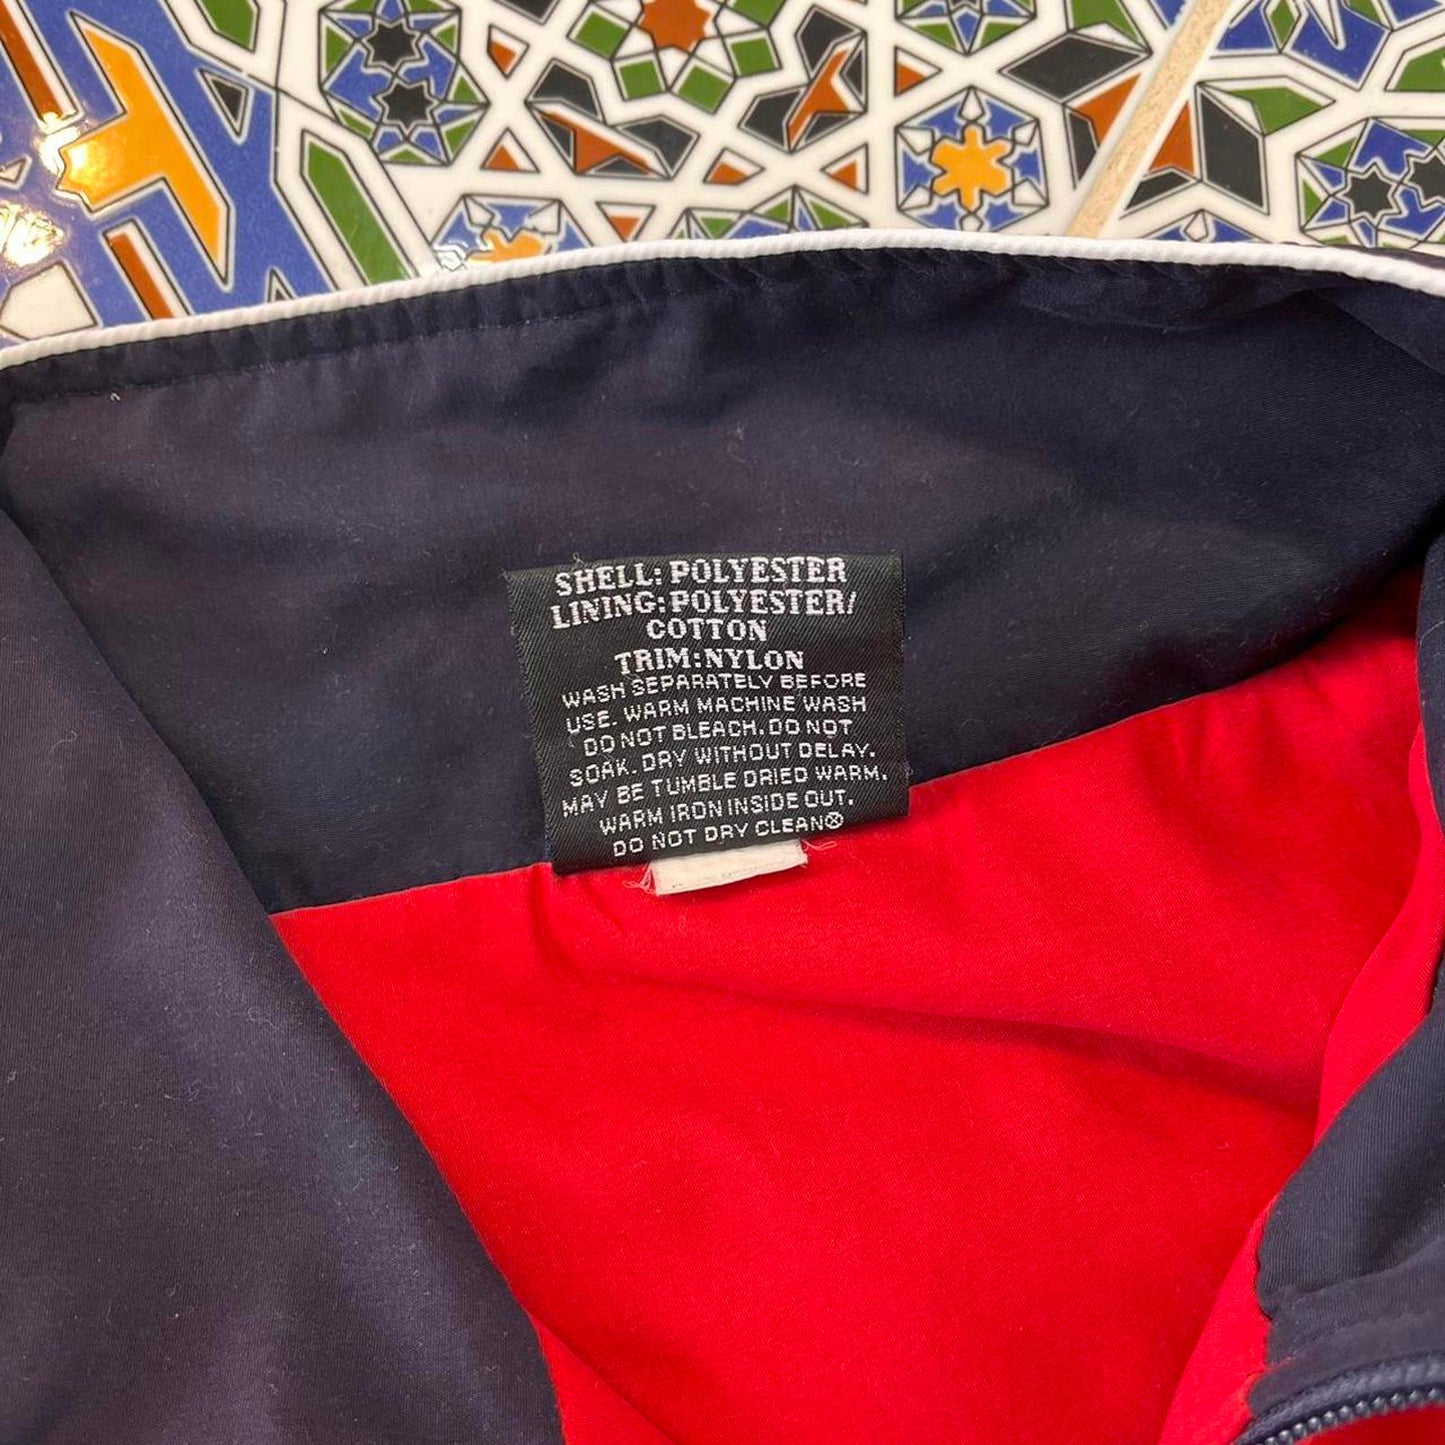 SHELL: POLYESTER
LINING:POLYESTER/
COTTON
TRIM:NYLON
WASH SEPARATELY BEFORE
USE. WARM MACHINE WASH
DO NOT BLEACH. DO NOT
SOAK. DRY WITHOUT DELAY.
MAY BE TUMBLE DRIED WARM.
WARM IRON INSIDE OUT.
DO NOT DRY CLEAN